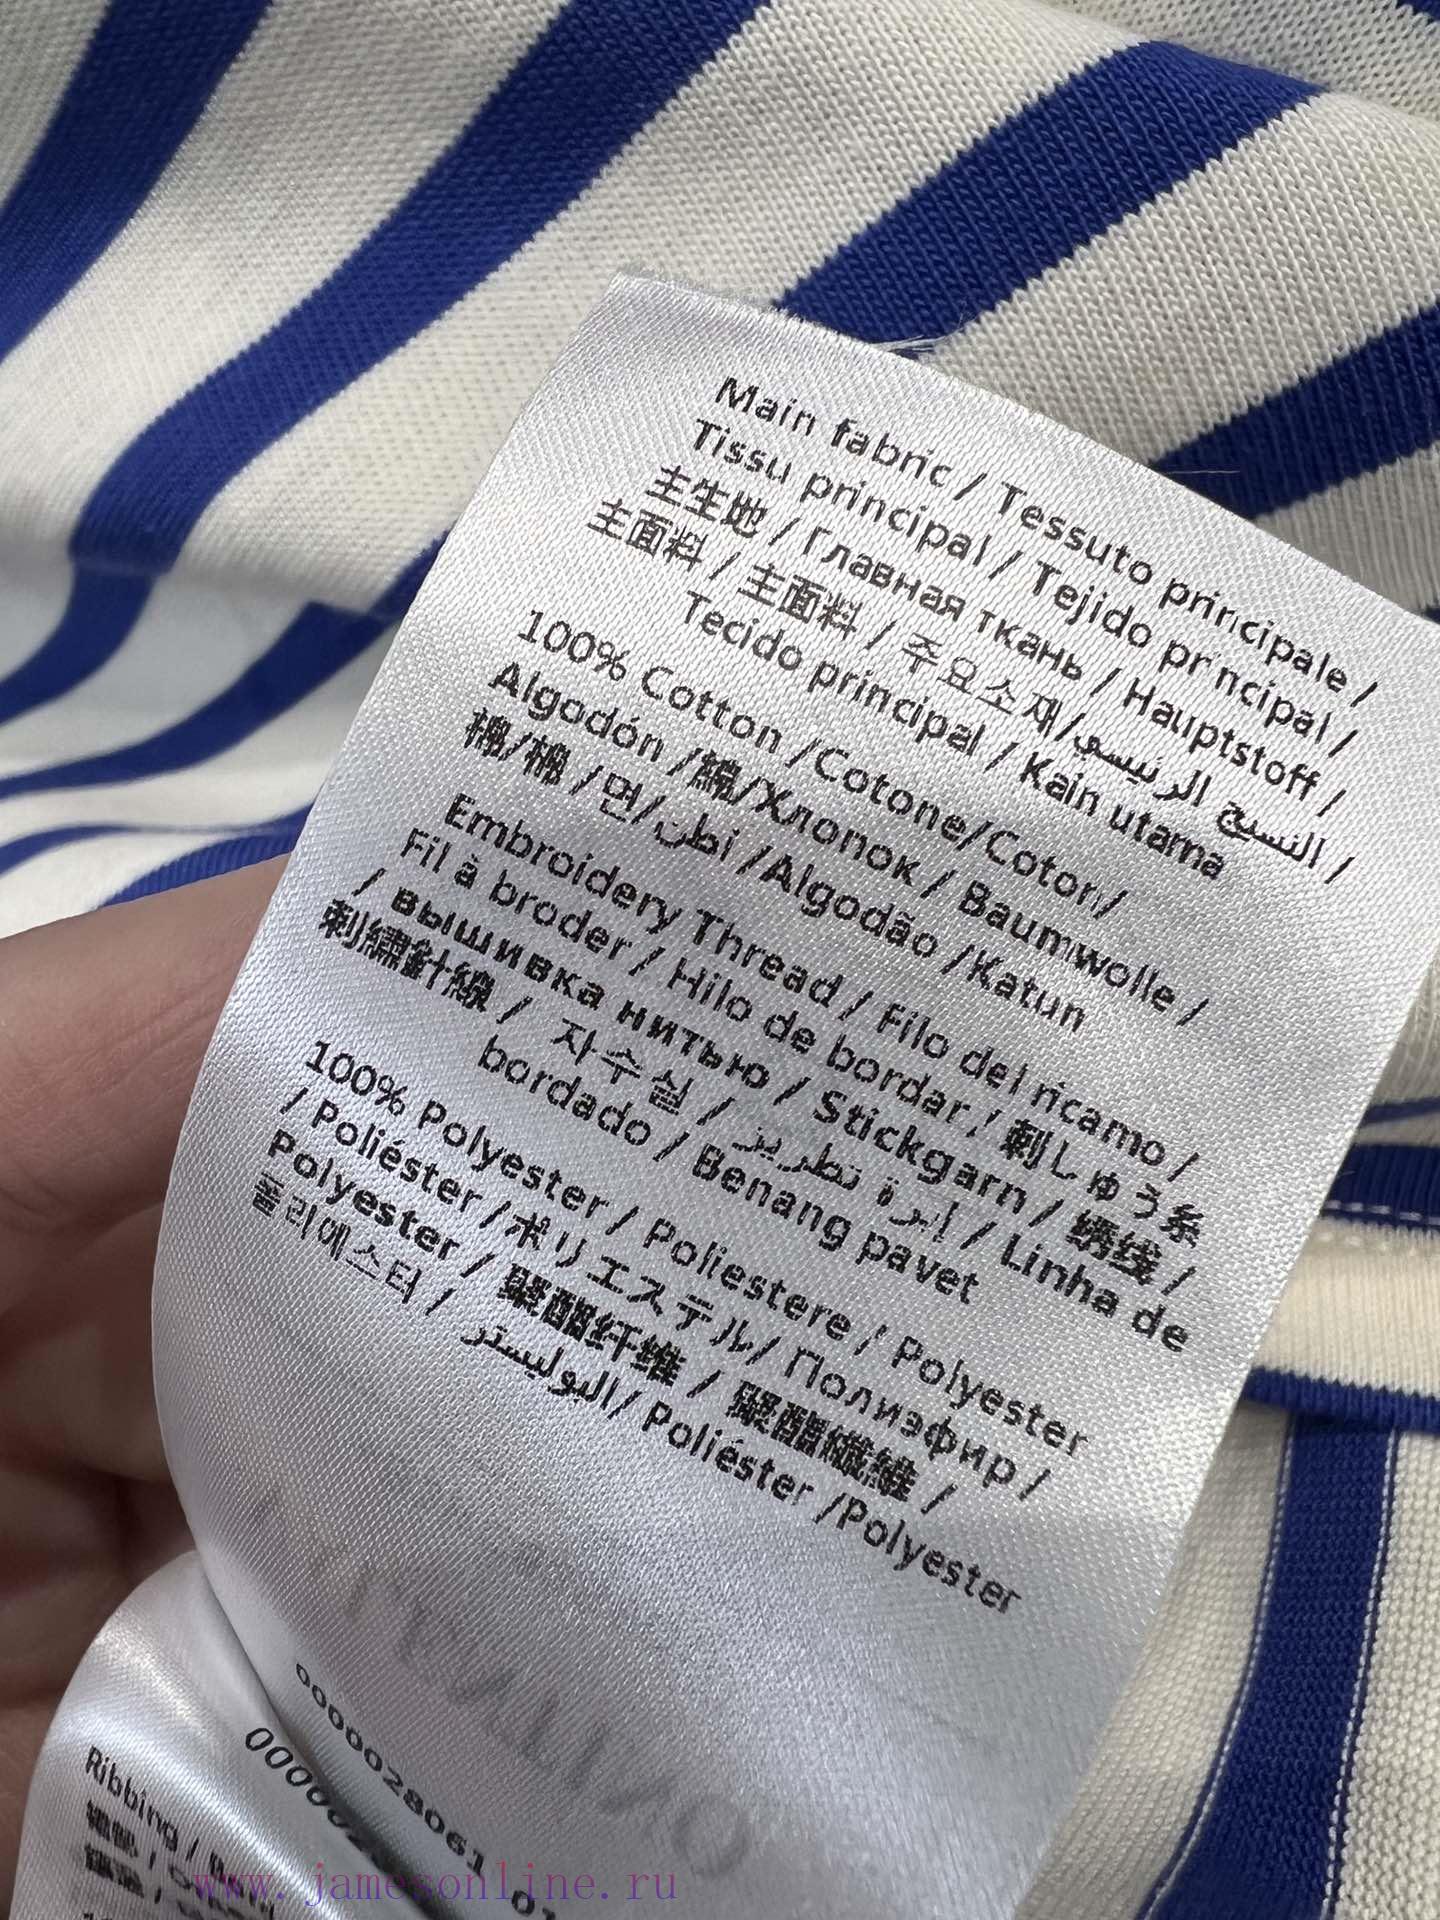 Main fabric / Tessuto principale /
Tissu principal / Tejido principal /
主生地 / Главная ткань / Hauptstoff /
主面料 / 主面料 / 주요소재/النسيج الرئيسي /
Tecido principal / Kain utama
100% Cotton /Cotone/Coton/
Algodón /綿/Хлопок / Baumwolle /
棉/棉 /면/قطن /Algodão /Katun
Embroidery Thread / Filo del ricamo /
Fil à broder / Hilo de bordar / 刺しゅう糸
/ вышивка нитью / Stickgarn / 绣线 /
刺繡針線 / 자수실 / إبرة تطريز / Linha de
bordado / Benang pavet
100% Polyester / Poliestere / Polyester
/ Poliéster / ポリエステル/ Полиэфир /
Polyester / 聚酯纤维 / 聚酯纖維 /
폴리에스터 / البوليستر/ Poliéster /Polyester
0000028061
01
Ribbing /
www.jamesonline.ru